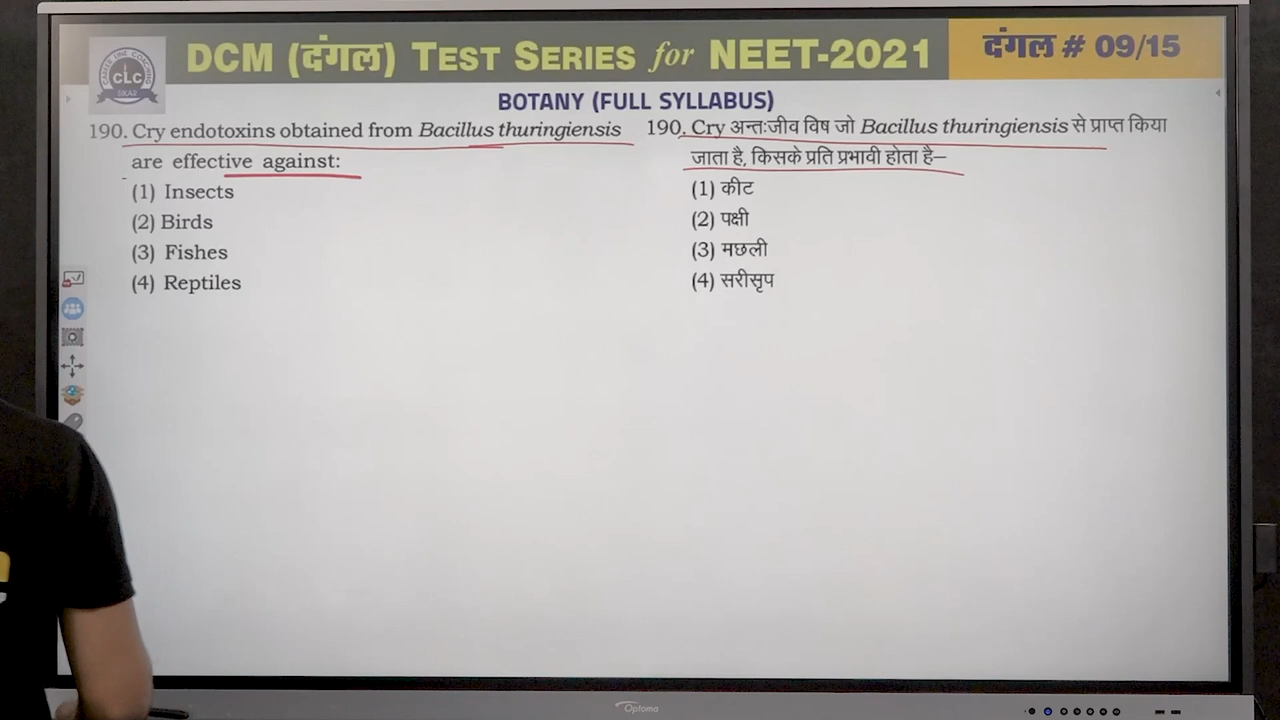 DCM (दंगल) TEST SERIES for NEET-2021
दंगल # 09/15
CLC
SIKAR
BOTANY (FULL SYLLABUS)
190. Cry endotoxins obtained from Bacillus thuringiensis
are effective against:
(1) Insects
(2) Birds
(3) Fishes
(4) Reptiles
190. Cry अन्तःजीव विष जो Bacillus thuringiensis से प्राप्त किया
जाता है, किसके प्रति प्रभावी होता है–
(1) कीट
(2) पक्षी
(3) मछली
(4) सरीसृप
Optoma